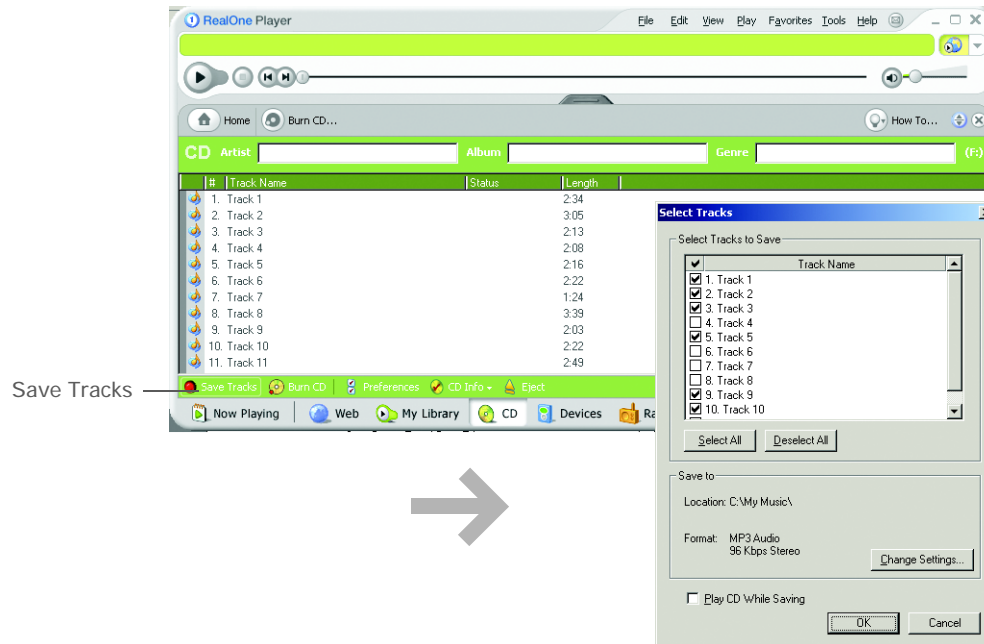 RealOne Player File Edit View Play Favorites Tools Help
Home Burn CD... How To...
CD Artist Album Genre (F:)
# Track Name Status Length
1. Track 1 2:34
2. Track 2 3:05
3. Track 3 2:13
4. Track 4 2:08
5. Track 5 2:16
6. Track 6 2:22
7. Track 7 1:24
8. Track 8 3:39
9. Track 9 2:03
10. Track 10 2:22
11. Track 11 2:49
Save Tracks
Save Tracks Burn CD Preferences CD Info Eject
Now Playing Web My Library CD Devices Ra
Select Tracks
Select Tracks to Save
Track Name
1. Track 1
2. Track 2
3. Track 3
4. Track 4
5. Track 5
6. Track 6
7. Track 7
8. Track 8
9. Track 9
10. Track 10
Select All Deselect All
Save to
Location: C:\My Music\
Format: MP3 Audio
96 Kbps Stereo
Change Settings...
Play CD While Saving
OK Cancel